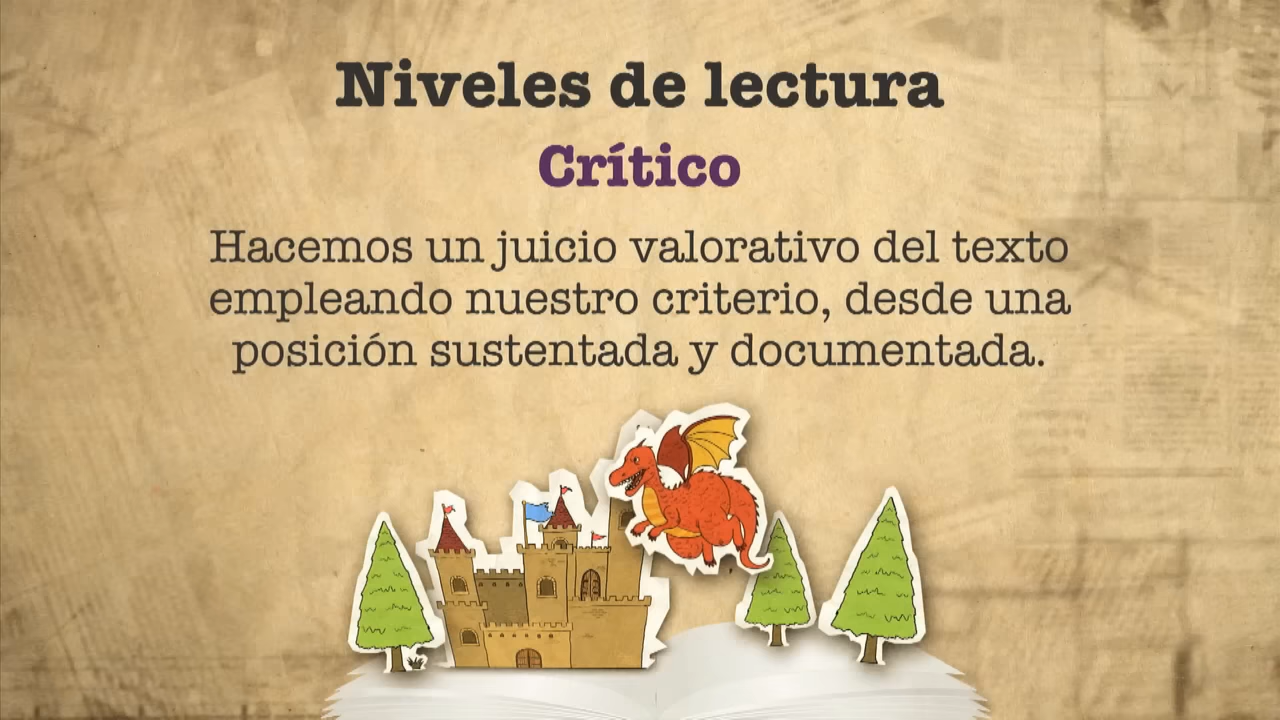 Niveles de lectura
Crítico
Hacemos un juicio valorativo del texto
empleando nuestro criterio, desde una
posición sustentada y documentada.